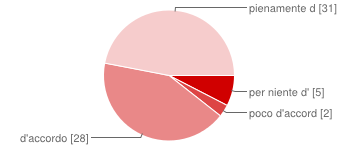 pienamente d [31]
per niente d' [5]
poco d'accord [2]
d'accordo [28]